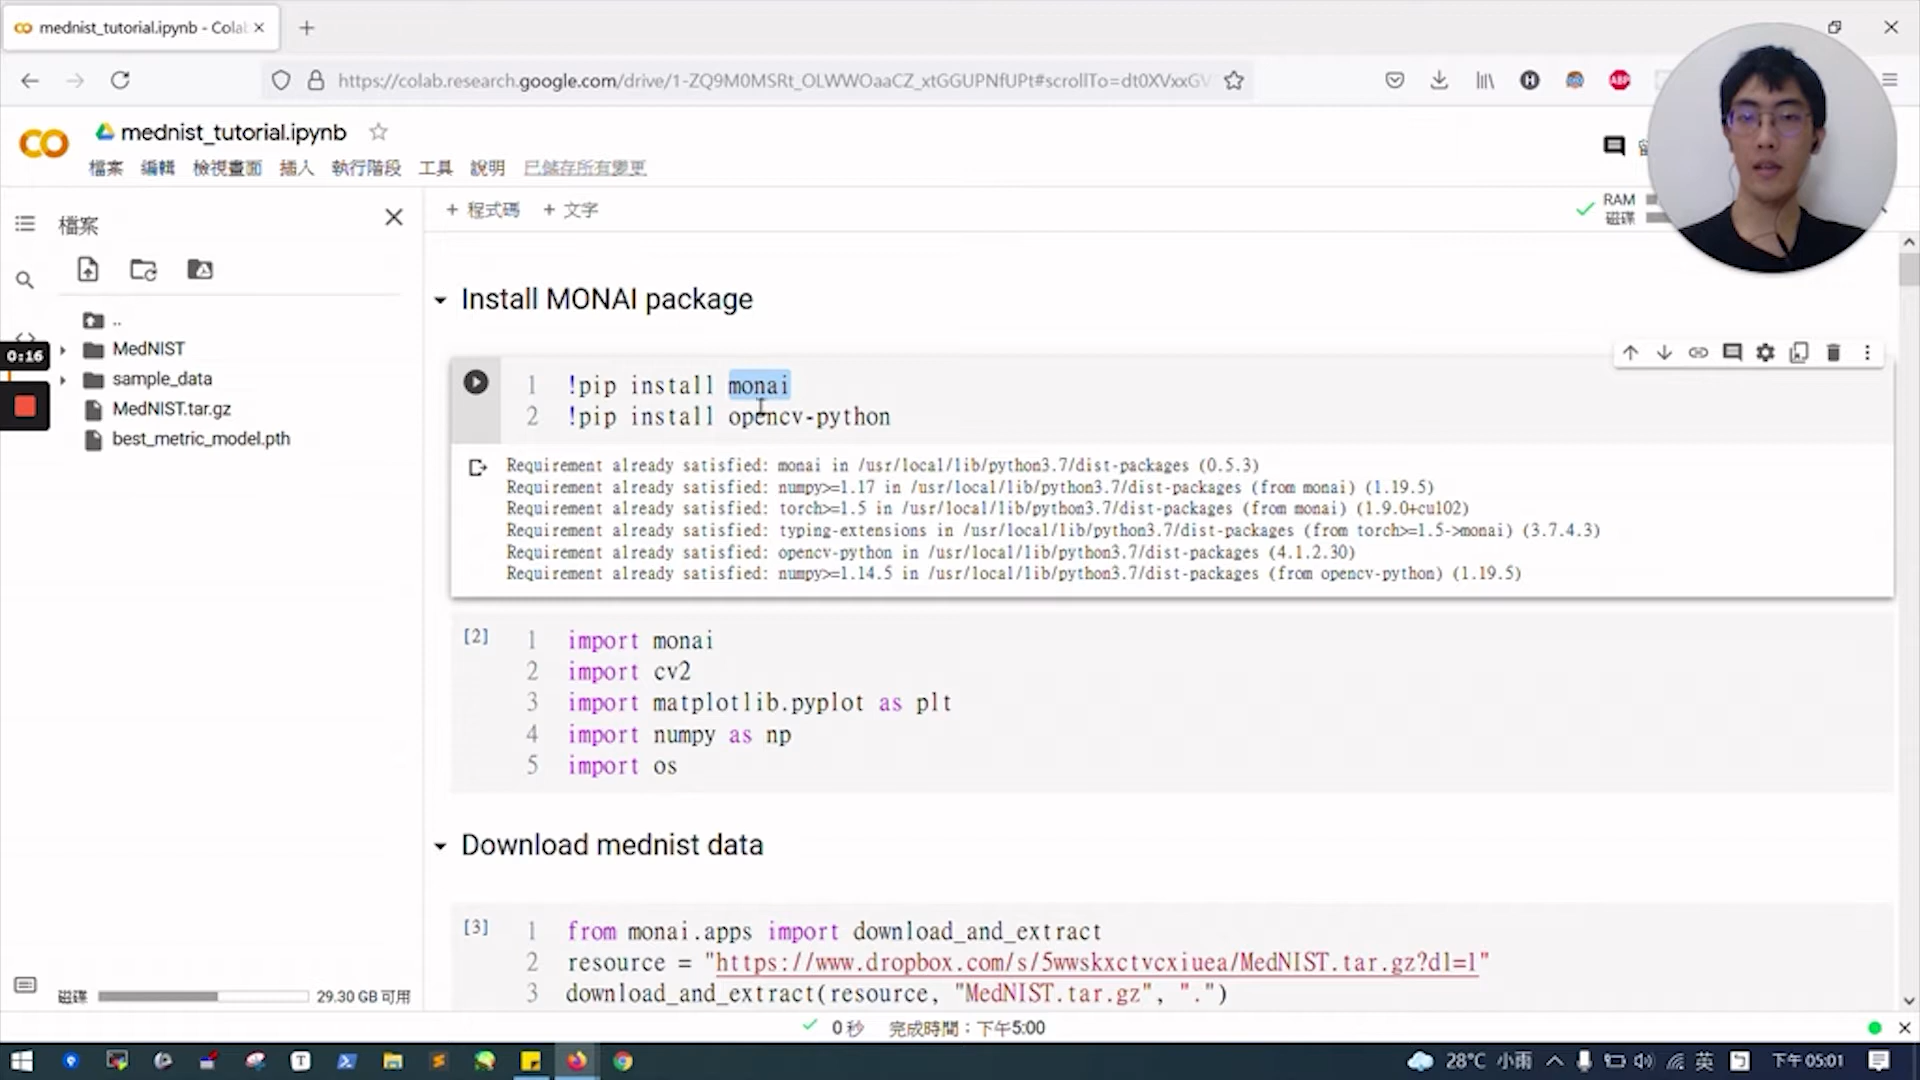 mednist_tutorial.ipynb - Cola
https://colab.research.google.com/drive/1-ZQ9M0MSRt_OLWWOaaCZ_xtGGUPNfUPt#scrollTo=dt0XVxxGV
ABP
mednist_tutorial.ipynb
檔案 編輯 檢視畫面 插入 執行階段 工具 說明 已儲存所有變更
檔案
+ 程式碼 + 文字
RAM
磁碟
..
MedNIST
sample_data
MedNIST.tar.gz
best_metric_model.pth
0:16
Install MONAI package
1 !pip install monai
2 !pip install opencv-python
Requirement already satisfied: monai in /usr/local/lib/python3.7/dist-packages (0.5.3)
Requirement already satisfied: numpy>=1.17 in /usr/local/lib/python3.7/dist-packages (from monai) (1.19.5)
Requirement already satisfied: torch>=1.5 in /usr/local/lib/python3.7/dist-packages (from monai) (1.9.0+cu102)
Requirement already satisfied: typing-extensions in /usr/local/lib/python3.7/dist-packages (from torch>=1.5->monai) (3.7.4.3)
Requirement already satisfied: opencv-python in /usr/local/lib/python3.7/dist-packages (4.1.2.30)
Requirement already satisfied: numpy>=1.14.5 in /usr/local/lib/python3.7/dist-packages (from opencv-python) (1.19.5)
[2] 1 import monai
2 import cv2
3 import matplotlib.pyplot as plt
4 import numpy as np
5 import os
Download mednist data
[3] 1 from monai.apps import download_and_extract
2 resource = "https://www.dropbox.com/s/5wwskxctvcxiuea/MedNIST.tar.gz?dl=1"
3 download_and_extract(resource, "MedNIST.tar.gz", ".")
磁碟 29.30 GB 可用
0 秒 完成時間：下午5:00
28°C 小雨 英 下午 05:01